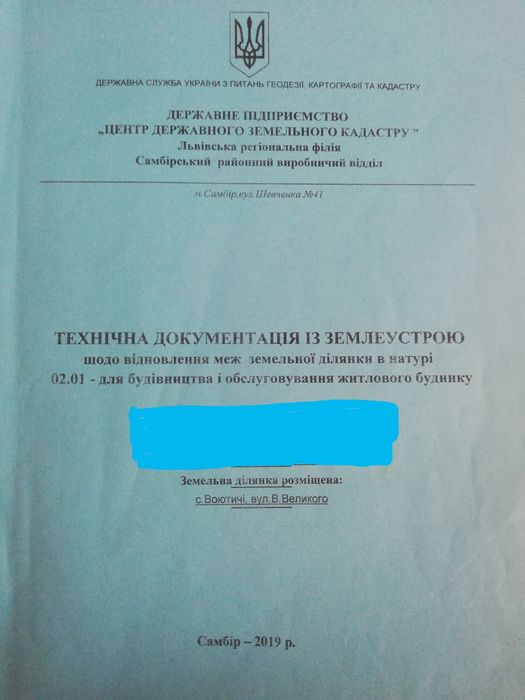 ДЕРЖАВНА СЛУЖБА УКРАЇНИ З ПИТАНЬ ГЕОДЕЗІЇ, КАРТОГРАФІЇ ТА КАДАСТРУ
ДЕРЖАВНЕ ПІДПРИЄМСТВО
„ЦЕНТР ДЕРЖАВНОГО ЗЕМЕЛЬНОГО КАДАСТРУ ”
Львівська регіональна філія
Самбірський районний виробничий відділ
м.Самбір,вул.Шевченка №41
ТЕХНІЧНА ДОКУМЕНТАЦІЯ ІЗ ЗЕМЛЕУСТРОЮ
щодо відновлення меж земельної ділянки в натурі
02.01 - для будівництва і обслуговування житлового будинку
Земельна ділянка розміщена:
с.Воютичі, вул.В.Великого
Самбір – 2019 р.